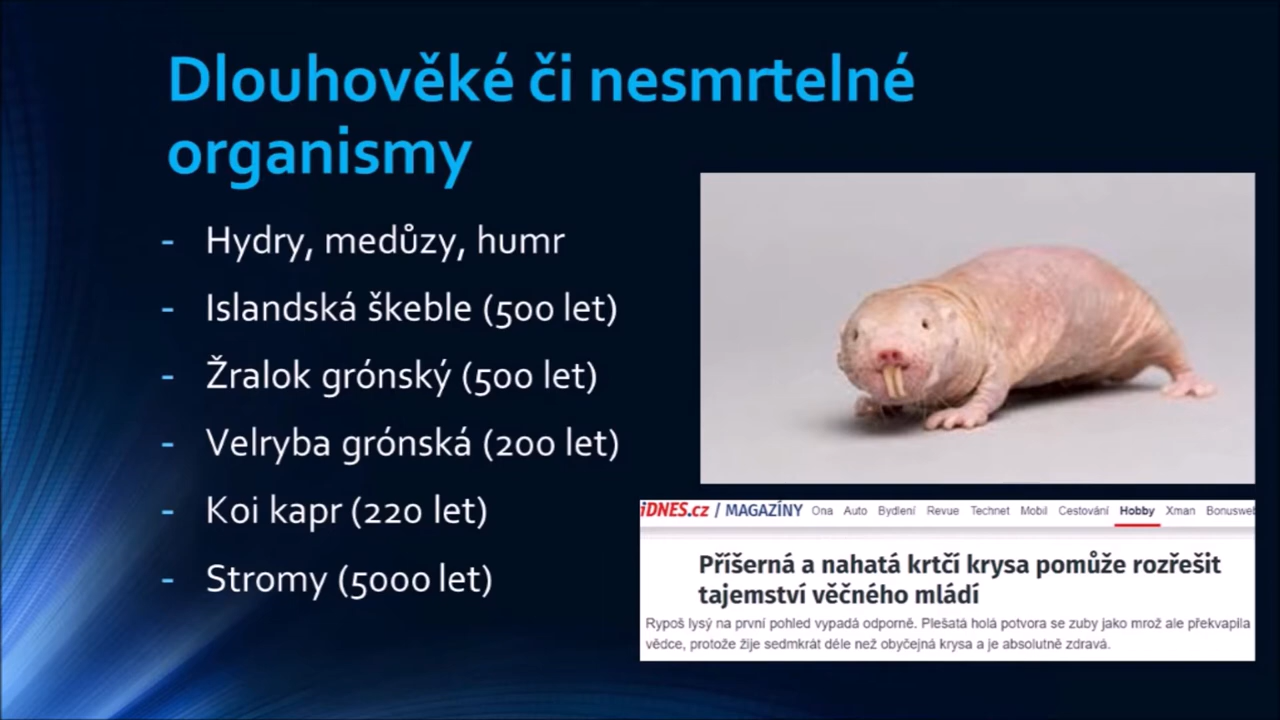 Dlouhověké či nesmrtelné
organismy
- Hydry, medůzy, humr
- Islandská škeble (500 let)
- Žralok grónský (500 let)
- Velryba grónská (200 let)
- Koi kapr (220 let)
- Stromy (5000 let)
iDNES.cz / MAGAZÍNY Ona Auto Bydlení Revue Technet Mobil Cestování Hobby Xman Bonusweb
Příšerná a nahatá krtčí krysa pomůže rozřešit
tajemství věčného mládí
Rypoš lysý na první pohled vypadá odporně. Plešatá holá potvora se zuby jako mrož ale překvapila
vědce, protože žije sedmkrát déle než obyčejná krysa a je absolutně zdravá.